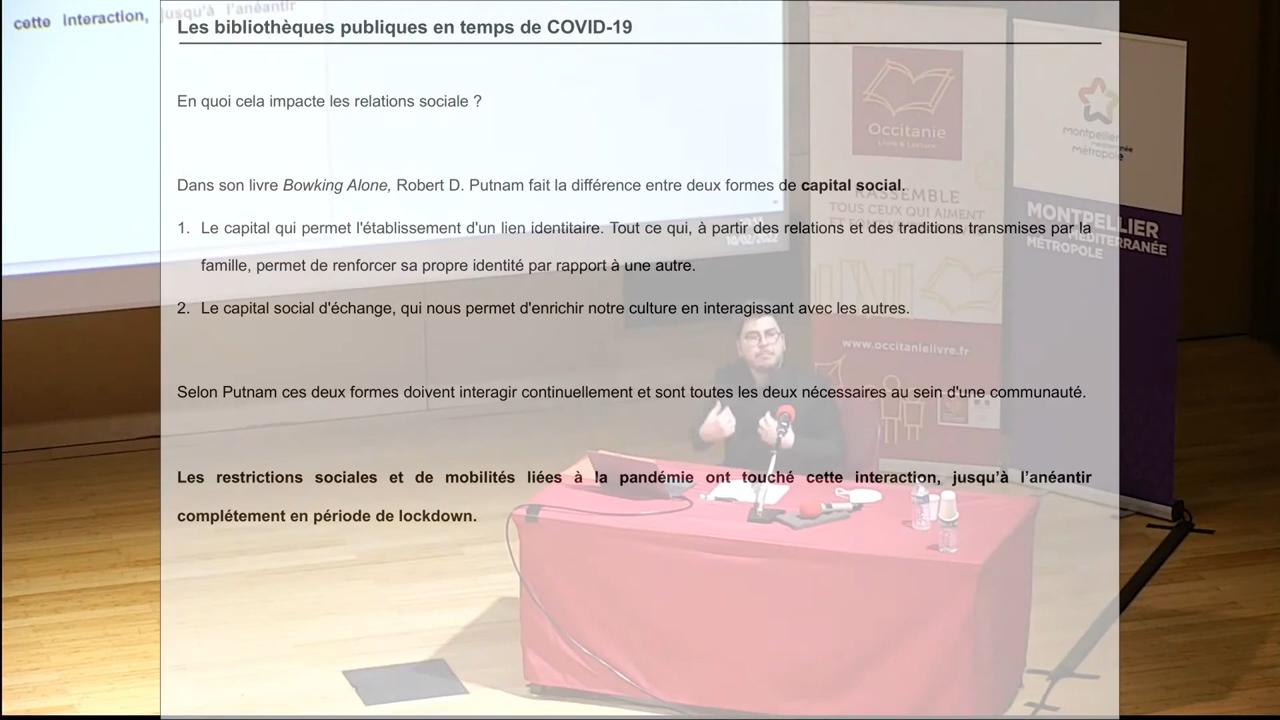 cette interaction, jusqu'à l'anéantir
Les bibliothèques publiques en temps de COVID-19
En quoi cela impacte les relations sociale ?
Dans son livre Bowking Alone, Robert D. Putnam fait la différence entre deux formes de capital social.
1. Le capital qui permet l'établissement d'un lien identitaire. Tout ce qui, à partir des relations et des traditions transmises par la
famille, permet de renforcer sa propre identité par rapport à une autre.
2. Le capital social d'échange, qui nous permet d'enrichir notre culture en interagissant avec les autres.
Selon Putnam ces deux formes doivent interagir continuellement et sont toutes les deux nécessaires au sein d'une communauté.
Les restrictions sociales et de mobilités liées à la pandémie ont touché cette interaction, jusqu'à l'anéantir
complétement en période de lockdown.
10/02/2022
Occitanie
Livre & Lecture
RASSEMBLE
TOUS CEUX QUI AIMENT
www.occitanielivre.fr
montpellier
méditerranée
métropole
MONTPELLIER
MÉDITERRANÉE
MÉTROPOLE